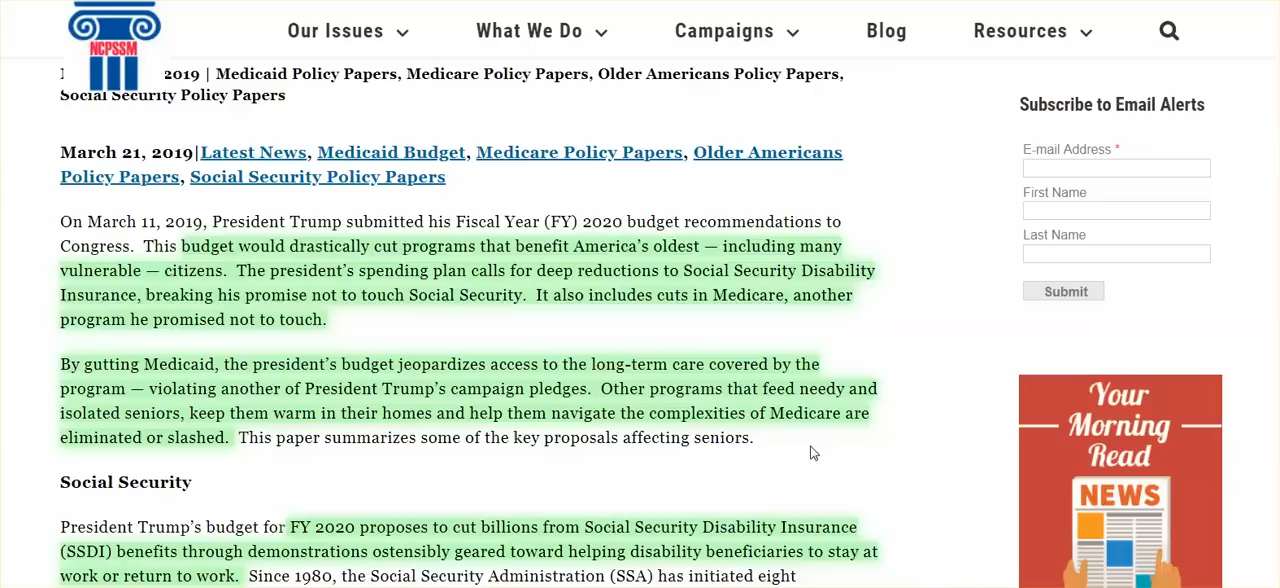 NCPSSM
Our Issues
What We Do
Campaigns
Blog
Resources
2019 | Medicaid Policy Papers, Medicare Policy Papers, Older Americans Policy Papers,
Social Security Policy Papers
March 21, 2019|Latest News, Medicaid Budget, Medicare Policy Papers, Older Americans
Policy Papers, Social Security Policy Papers
On March 11, 2019, President Trump submitted his Fiscal Year (FY) 2020 budget recommendations to
Congress.  This budget would drastically cut programs that benefit America’s oldest — including many
vulnerable — citizens.  The president’s spending plan calls for deep reductions to Social Security Disability
Insurance, breaking his promise not to touch Social Security.  It also includes cuts in Medicare, another
program he promised not to touch.
By gutting Medicaid, the president’s budget jeopardizes access to the long-term care covered by the
program — violating another of President Trump’s campaign pledges.  Other programs that feed needy and
isolated seniors, keep them warm in their homes and help them navigate the complexities of Medicare are
eliminated or slashed.  This paper summarizes some of the key proposals affecting seniors.
Social Security
President Trump’s budget for FY 2020 proposes to cut billions from Social Security Disability Insurance
(SSDI) benefits through demonstrations ostensibly geared toward helping disability beneficiaries to stay at
work or return to work.  Since 1980, the Social Security Administration (SSA) has initiated eight
Subscribe to Email Alerts
E-mail Address *
First Name
Last Name
Submit
Your
Morning
Read
NEWS